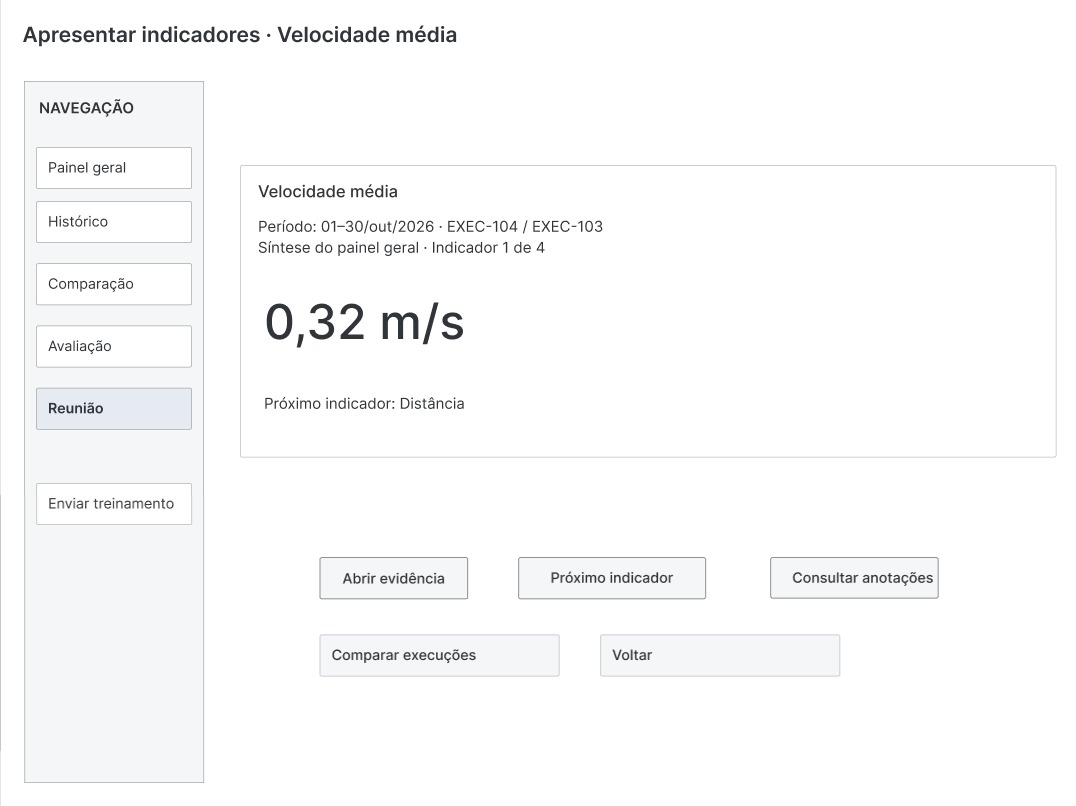 Apresentar indicadores · Velocidade média
NAVEGAÇÃO
Painel geral
Histórico
Comparação
Avaliação
Reunião
Enviar treinamento
Velocidade média
Período: 01–30/out/2026 · EXEC-104 / EXEC-103
Síntese do painel geral · Indicador 1 de 4
0,32 m/s
Próximo indicador: Distância
Abrir evidência
Próximo indicador
Consultar anotações
Comparar execuções
Voltar